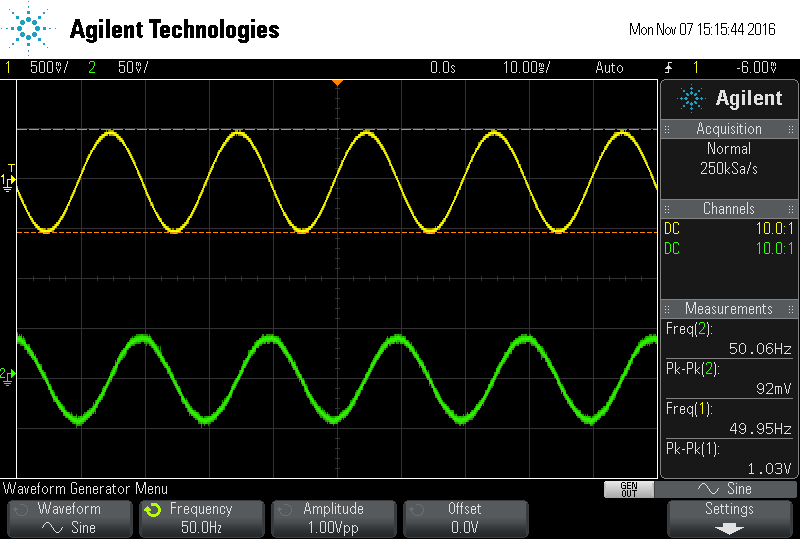 Agilent Technologies
Mon Nov 07 15:15:44 2016
1 500mV/ 2 50mV/ 0.0s 10.00ms/ Auto 1 -6.00mV
Agilent
Acquisition
Normal
250kSa/s
T
1
Channels
DC 10.0:1
DC 10.0:1
Measurements
Freq(2):
50.06Hz
Pk-Pk(2):
92mV
2
Freq(1):
49.95Hz
Pk-Pk(1):
1.03V
Waveform Generator Menu
GEN OUT
Sine
Waveform
Sine
Frequency
50.0Hz
Amplitude
1.00Vpp
Offset
0.0V
Settings